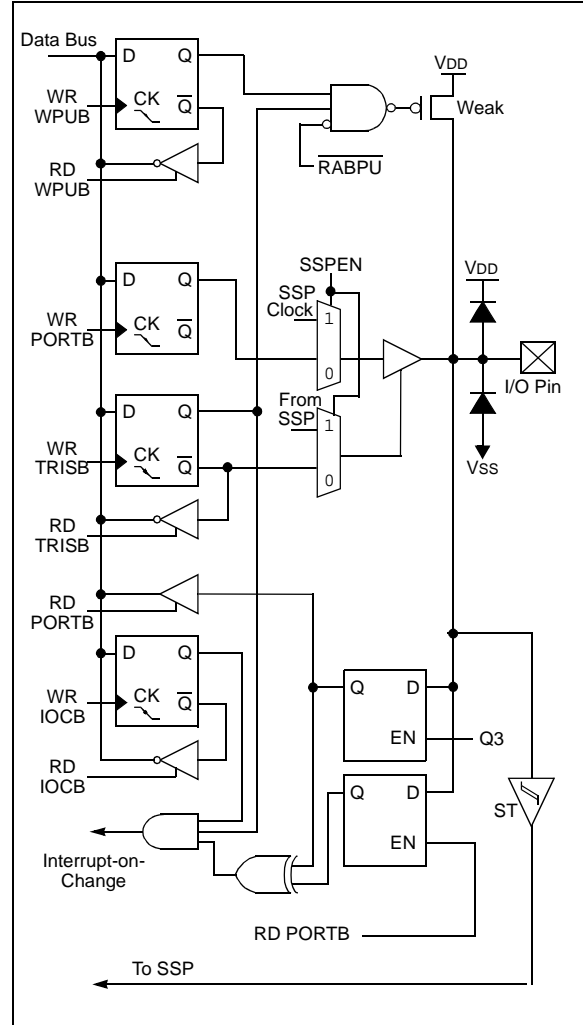 Data Bus
D Q
VDD
WR
WPUB
CK Q
Weak
RD
WPUB
RABPU
SSPEN
D Q
SSP
Clock
VDD
1
WR
PORTB
CK Q
0
I/O Pin
D Q
From
SSP
1
WR
TRISB
CK Q
0
VSS
RD
TRISB
RD
PORTB
D Q
Q D
WR
IOCB
CK Q
EN
Q3
RD
IOCB
Q D
ST
EN
Interrupt-on-
Change
RD PORTB
To SSP